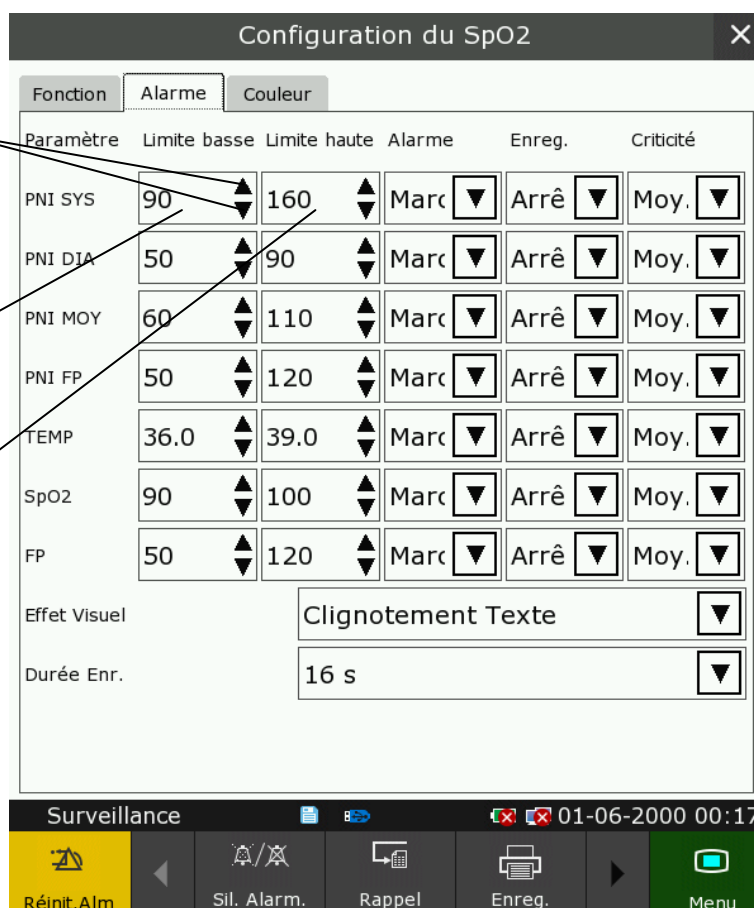 Configuration du SpO2
Fonction Alarme Couleur
Paramètre Limite basse Limite haute Alarme Enreg. Criticité
PNI SYS 90 160 Marc Arrê Moy.
PNI DIA 50 90 Marc Arrê Moy.
PNI MOY 60 110 Marc Arrê Moy.
PNI FP 50 120 Marc Arrê Moy.
TEMP 36.0 39.0 Marc Arrê Moy.
SpO2 90 100 Marc Arrê Moy.
FP 50 120 Marc Arrê Moy.
Effet Visuel Clignotement Texte
Durée Enr. 16 s
Surveillance 01-06-2000 00:17
Réinit.Alm Sil. Alarm. Rappel Enreg. Menu